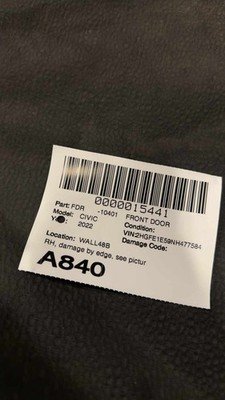 0000015441
Part: FDR -10401 FRONT DOOR
Model: CIVIC Condition:
2022 VIN:2HGFE1E59NH477584
Damage Code:
Location: WALL48B
RH, damage by edge, see pictur
A840